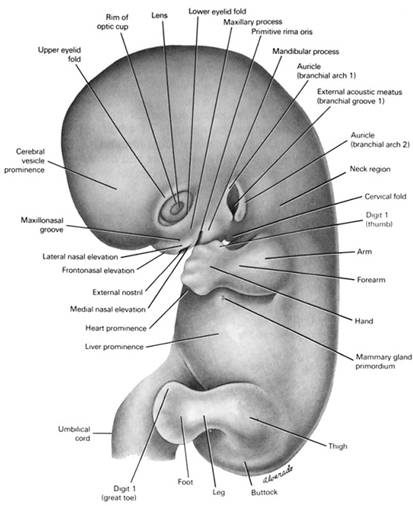 Rim of
optic cup
Lens
Lower eyelid fold
Maxillary process
Primitive rima oris
Mandibular process
Upper eyelid
fold
Auricle
(branchial arch 1)
External acoustic meatus
(branchial groove 1)
Auricle
(branchial arch 2)
Cerebral
vesicle
prominence
Neck region
Cervical fold
Maxillonasal
groove
Digit 1
(thumb)
Lateral nasal elevation
Frontonasal elevation
Arm
External nostril
Forearm
Medial nasal elevation
Heart prominence
Hand
Liver prominence
Mammary gland
primordium
Umbilical
cord
Thigh
Digit 1
(great toe)
Foot
Leg
Buttock
Alvarado